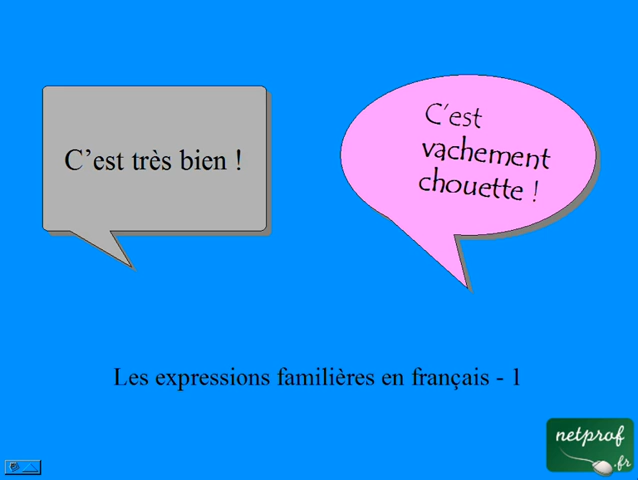 C'est très bien !
C'est
vachement
chouette !
Les expressions familières en français - 1
netprof
.fr